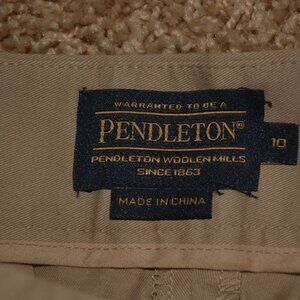 WARRANTED TO BE A
PENDLETON®
PENDLETON WOOLEN MILLS
SINCE 1863
10
MADE IN CHINA